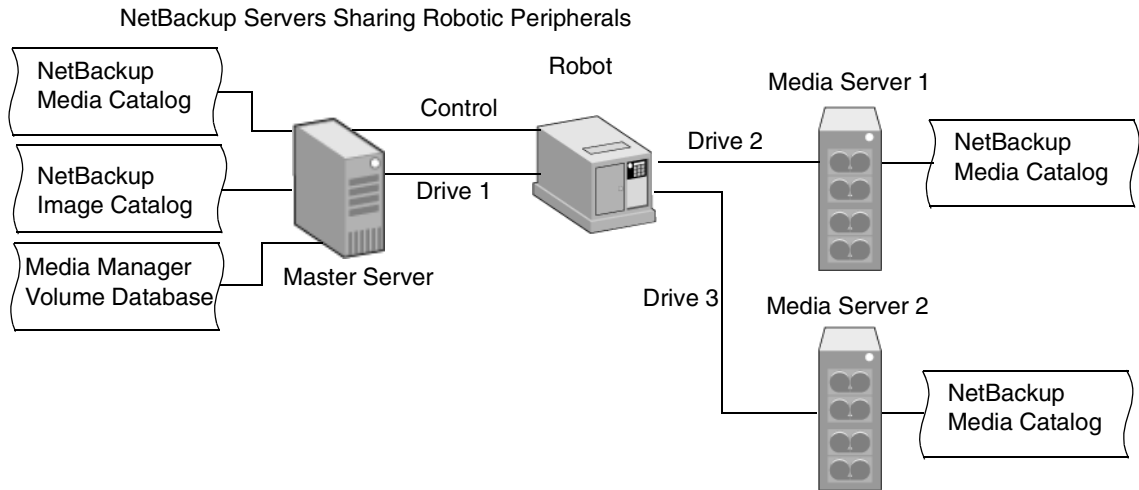 NetBackup Servers Sharing Robotic Peripherals
NetBackup
Media Catalog
NetBackup
Image Catalog
Media Manager
Volume Database
Master Server
Control
Drive 1
Robot
Drive 2
Drive 3
Media Server 1
NetBackup
Media Catalog
Media Server 2
NetBackup
Media Catalog